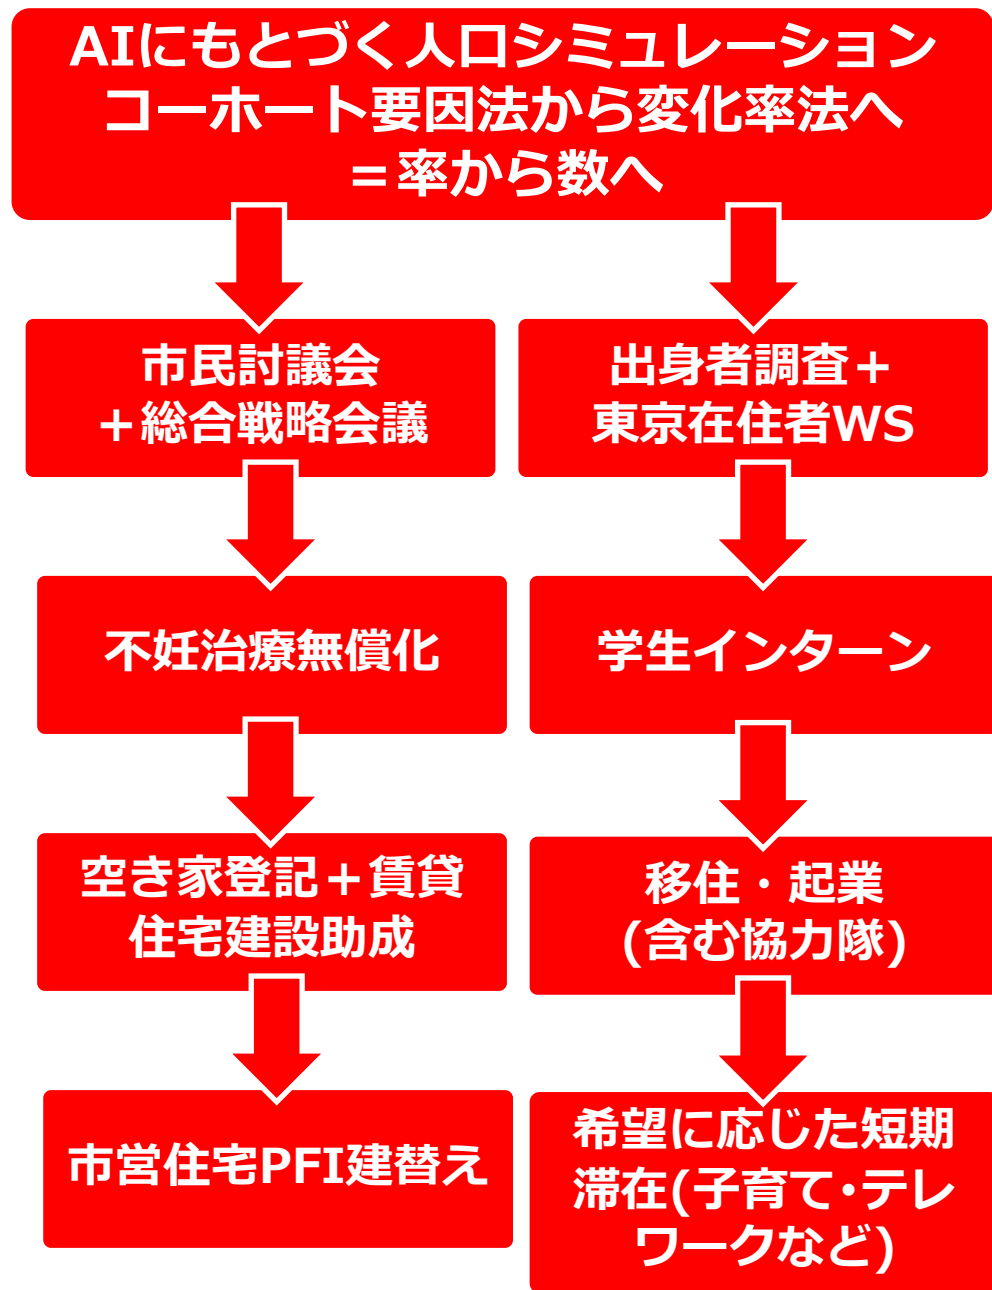 AIにもとづく人口シミュレーション
コーホート要因法から変化率法へ
＝率から数へ
市民討議会
＋総合戦略会議
不妊治療無償化
空き家登記＋賃貸
住宅建設助成
市営住宅PFI建替え
出身者調査＋
東京在住者WS
学生インターン
移住・起業
(含む協力隊)
希望に応じた短期
滞在(子育て・テレ
ワークなど)